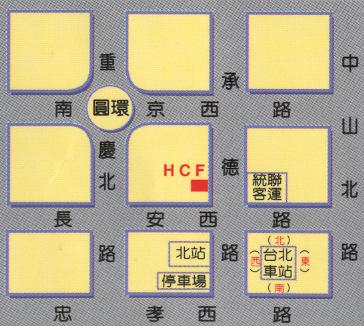 重慶北路
承德路
中山北路
南京西路
圓環
HCF
統聯
客運
長安西路
北站
停車場
(北)
(西)
台北
車站
(東)
(南)
忠孝西路